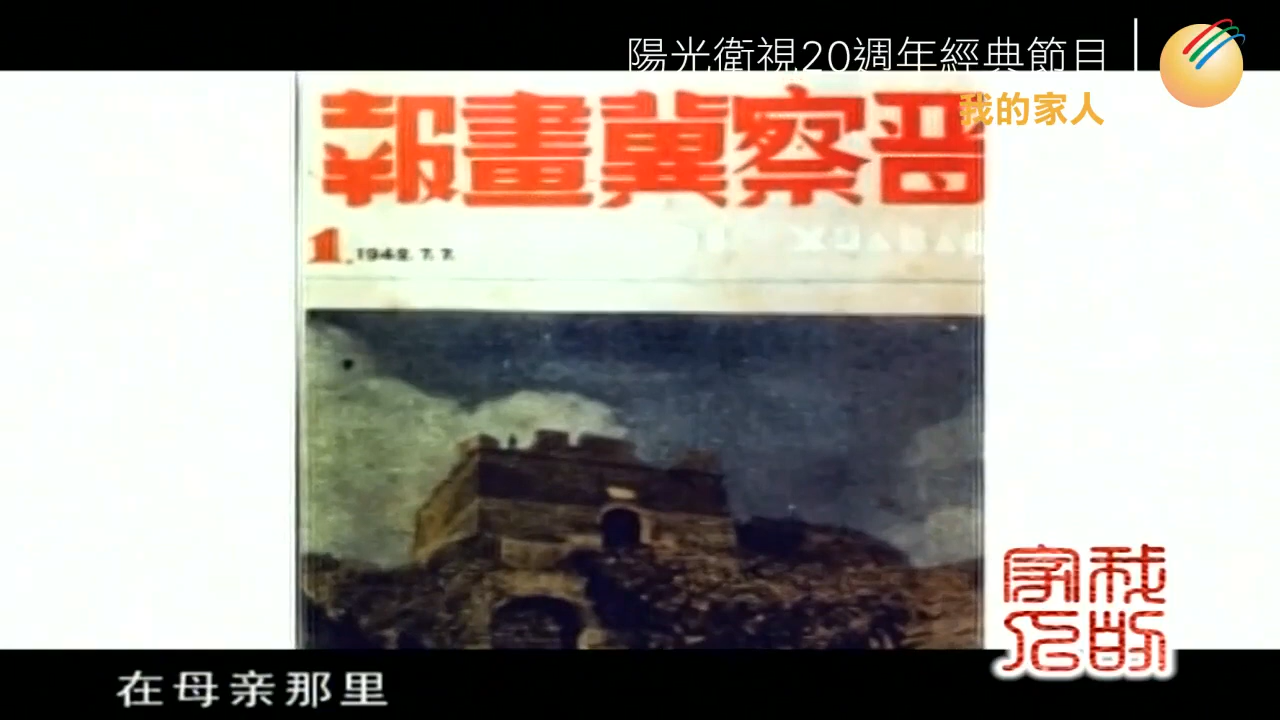 陽光衛視20週年經典節目
我的家人
晉察冀畫報
1.1942.7.7.
我的家人
在母亲那里